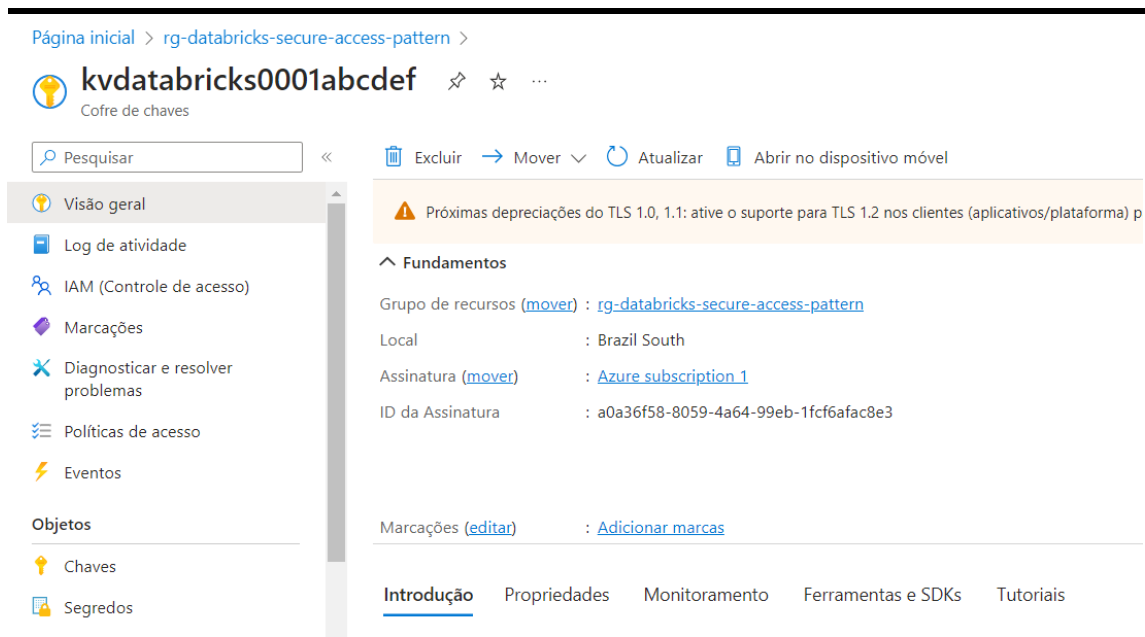 Página inicial > rg-databricks-secure-access-pattern >
kvdatabricks0001abcdef ...
Cofre de chaves
Pesquisar
«
Excluir
Mover
Atualizar
Abrir no dispositivo móvel
Visão geral
Log de atividade
IAM (Controle de acesso)
Marcações
Diagnosticar e resolver
problemas
Políticas de acesso
Eventos
Objetos
Chaves
Segredos
Próximas depreciações do TLS 1.0, 1.1: ative o suporte para TLS 1.2 nos clientes (aplicativos/plataforma) p
Fundamentos
Grupo de recursos (mover) : rg-databricks-secure-access-pattern
Local : Brazil South
Assinatura (mover) : Azure subscription 1
ID da Assinatura : a0a36f58-8059-4a64-99eb-1fcf6afac8e3
Marcações (editar) : Adicionar marcas
Introdução Propriedades Monitoramento Ferramentas e SDKs Tutoriais